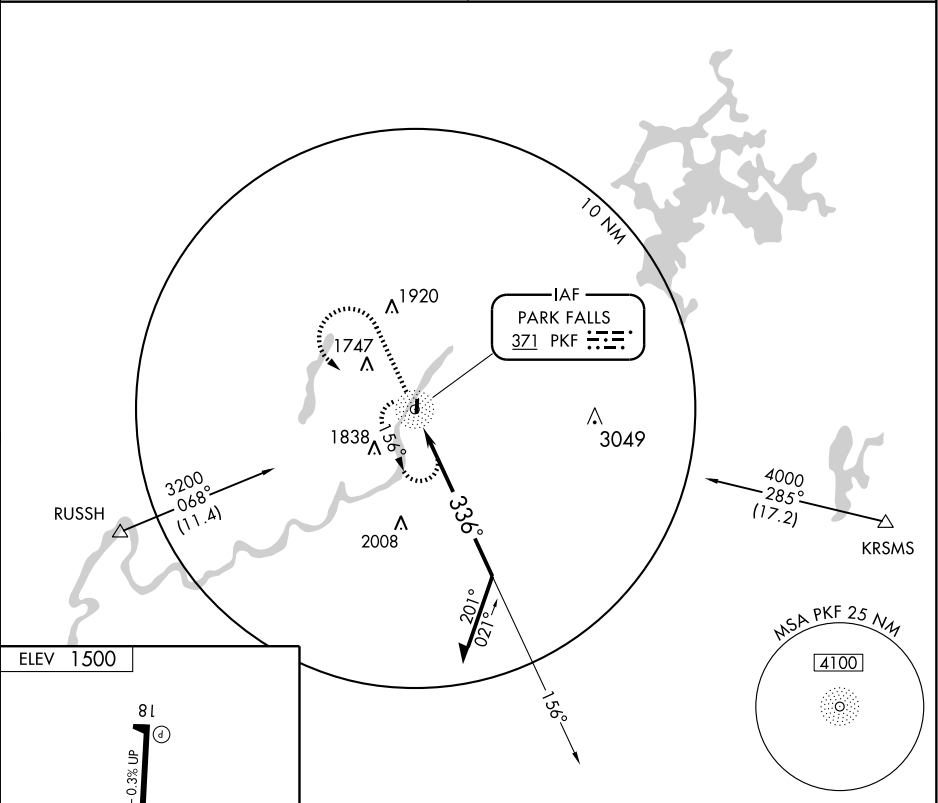 10 NM
IAF
PARK FALLS
371 PKF
1920
1747
3049
1838
156°
3200
068°
(11.4)
RUSSH
336°
4000
285°
(17.2)
KRSMS
2008
201°
021°
156°
MSA PKF 25 NM
4100
ELEV 1500
18
P
0.3% UP